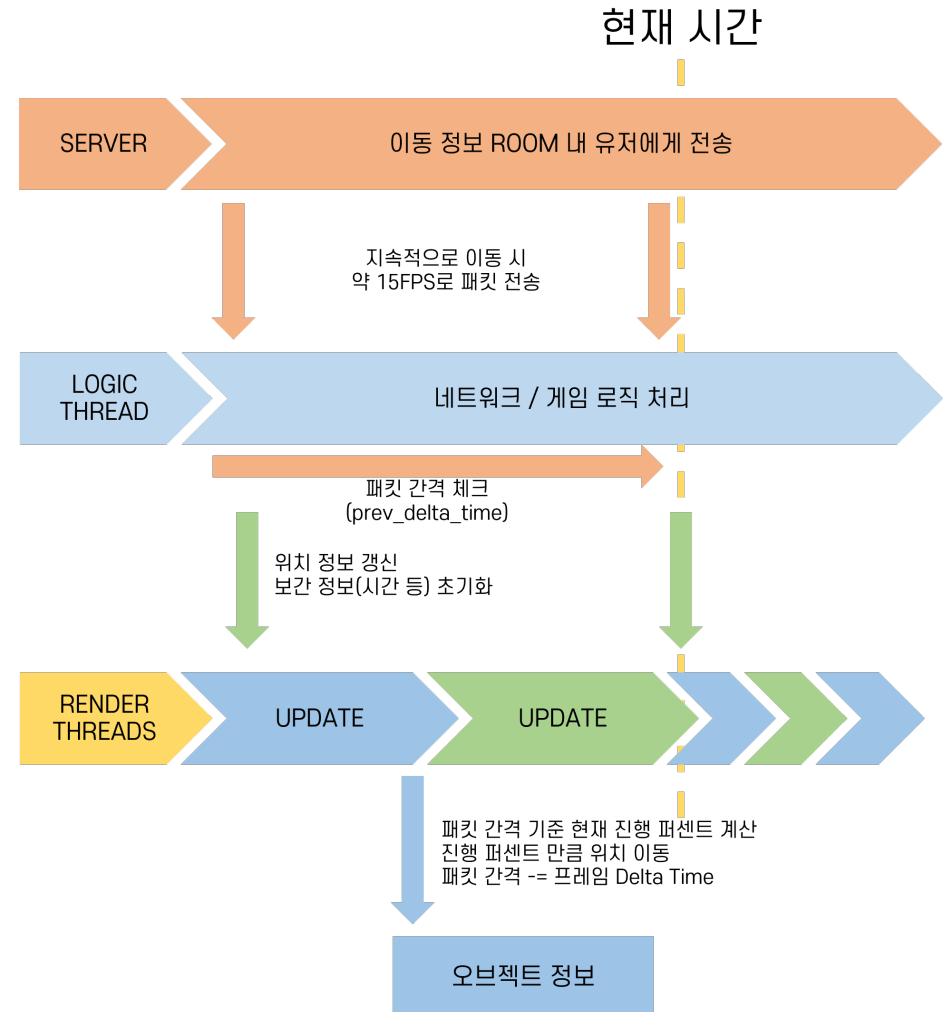 현재 시간
SERVER
이동 정보 ROOM 내 유저에게 전송
지속적으로 이동 시
약 15FPS로 패킷 전송
LOGIC
THREAD
네트워크 / 게임 로직 처리
패킷 간격 체크
(prev_delta_time)
위치 정보 갱신
보간 정보(시간 등) 초기화
RENDER
THREADS
UPDATE
UPDATE
패킷 간격 기준 현재 진행 퍼센트 계산
진행 퍼센트 만큼 위치 이동
패킷 간격 -= 프레임 Delta Time
오브젝트 정보